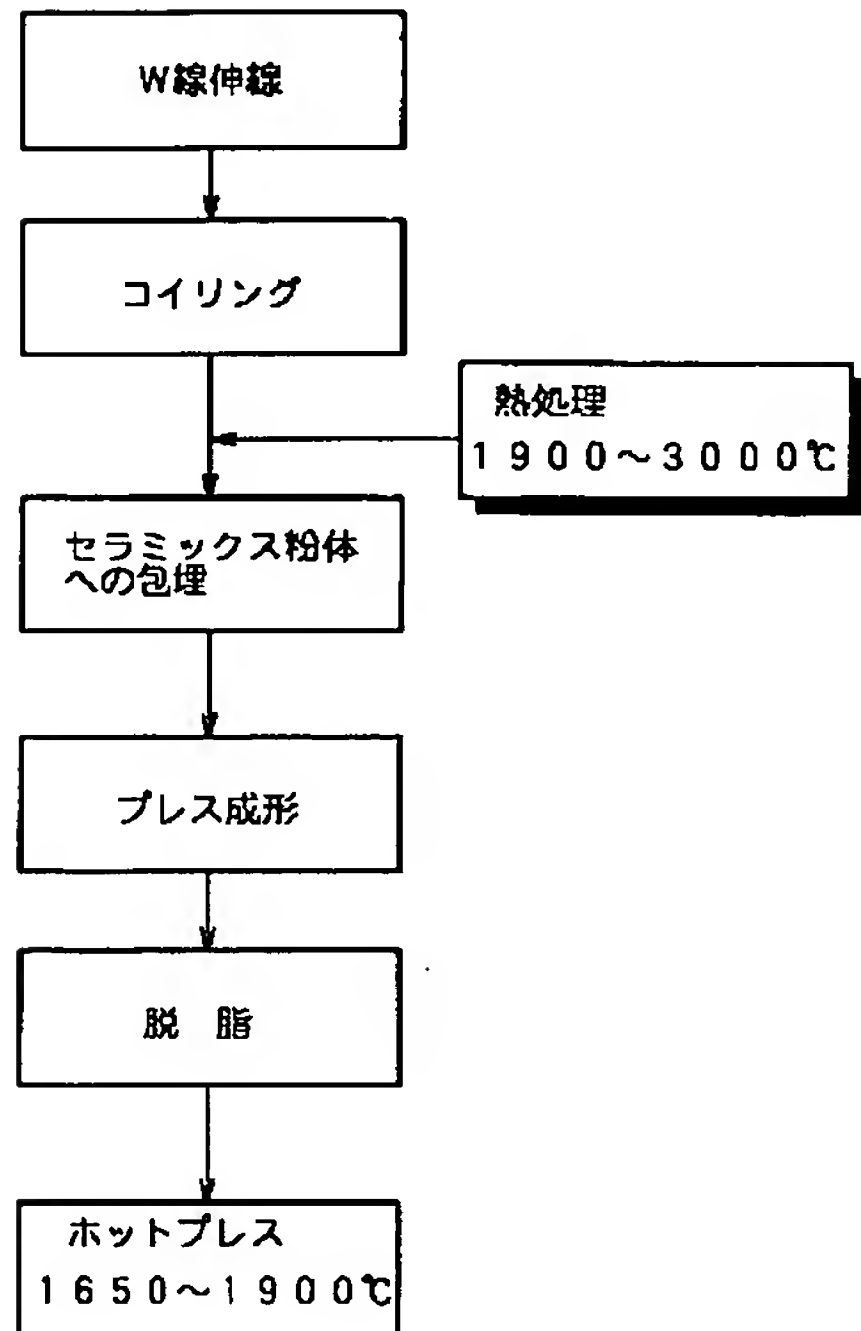 W線伸線
コイリング
熱処理
1900~3000℃
セラミックス粉体
への包埋
プレス成形
脱 脂
ホットプレス
1650~1900℃